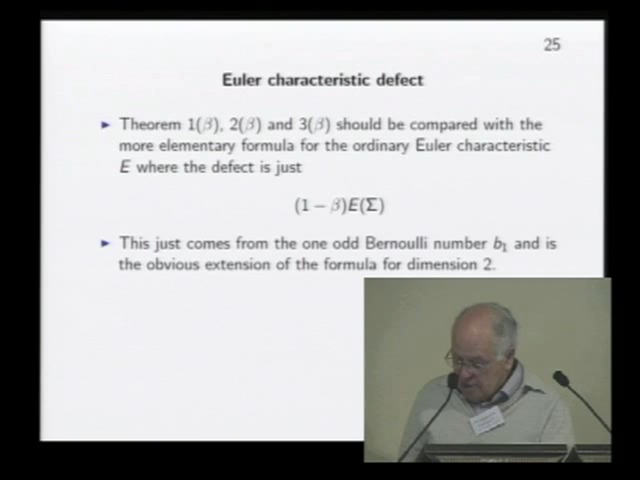 25
Euler characteristic defect
▶ Theorem 1(β), 2(β) and 3(β) should be compared with the
more elementary formula for the ordinary Euler characteristic
E where the defect is just
(1 − β)E(Σ)
▶ This just comes from the one odd Bernoulli number b₁ and is
the obvious extension of the formula for dimension 2.